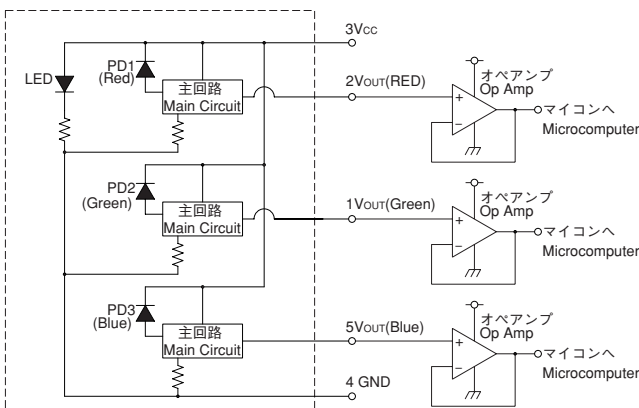 3Vcc
LED
PD1
(Red)
主回路
Main Circuit
2VOUT(RED)
オペアンプ
Op Amp
+
−
マイコンへ
Microcomputer
PD2
(Green)
主回路
Main Circuit
1VOUT(Green)
オペアンプ
Op Amp
+
−
マイコンへ
Microcomputer
PD3
(Blue)
主回路
Main Circuit
5VOUT(Blue)
オペアンプ
Op Amp
+
−
マイコンへ
Microcomputer
4 GND